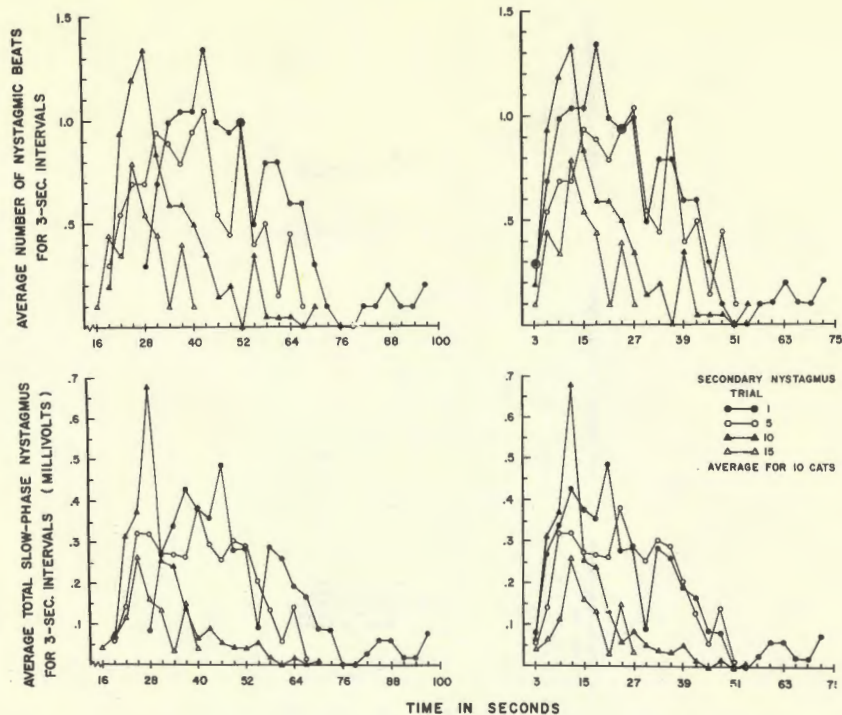 AVERAGE NUMBER OF NYSTAGMIC BEATS
FOR 3-SEC. INTERVALS
1.5
1.0
.5
16 28 40 52 64 76 88 100
1.5
1.0
.5
3 15 27 39 51 63 75
AVERAGE TOTAL SLOW-PHASE NYSTAGMUS
FOR 3-SEC. INTERVALS (MILLIVOLTS)
.7
.6
.5
.4
.3
.2
.1
16 28 40 52 64 76 88 100
.7
.6
.5
.4
.3
.2
.1
3 15 27 39 51 63
SECONDARY NYSTAGMUS
TRIAL
1
5
10
15
AVERAGE FOR 10 CATS
TIME IN SECONDS